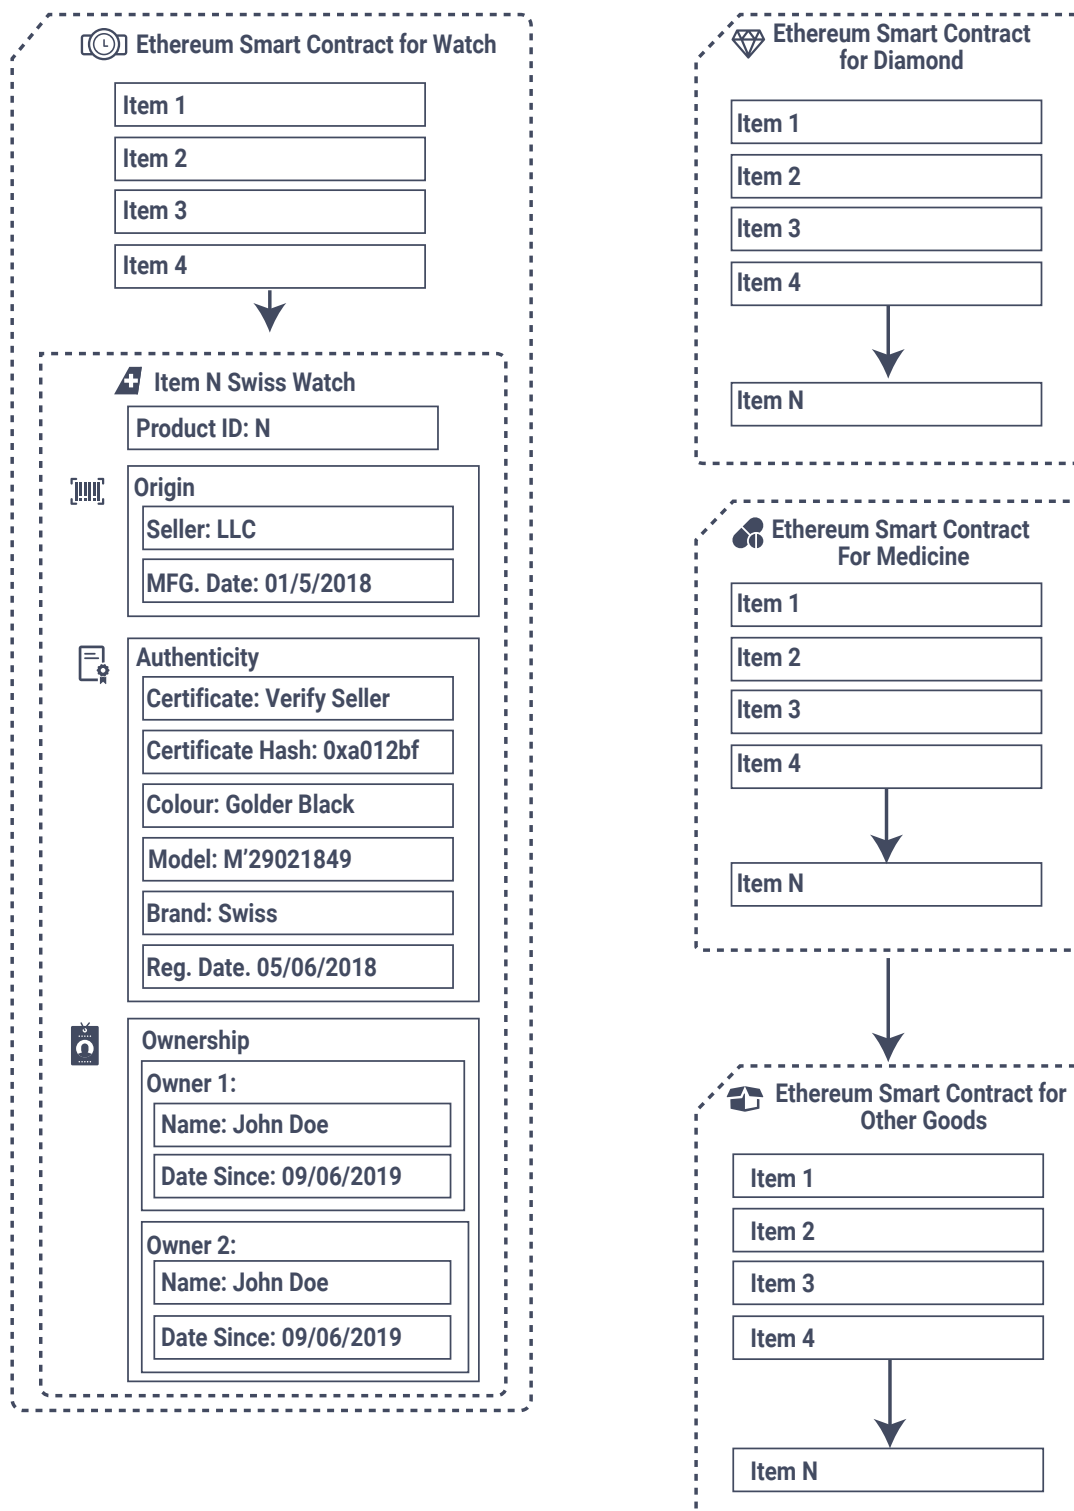 Ethereum Smart Contract for Watch
Item 1
Item 2
Item 3
Item 4
Item N Swiss Watch
Product ID: N
Origin
Seller: LLC
MFG. Date: 01/5/2018
Authenticity
Certificate: Verify Seller
Certificate Hash: 0xa012bf
Colour: Golder Black
Model: M’29021849
Brand: Swiss
Reg. Date. 05/06/2018
Ownership
Owner 1:
Name: John Doe
Date Since: 09/06/2019
Owner 2:
Name: John Doe
Date Since: 09/06/2019
Ethereum Smart Contract
for Diamond
Item 1
Item 2
Item 3
Item 4
Item N
Ethereum Smart Contract
For Medicine
Item 1
Item 2
Item 3
Item 4
Item N
Ethereum Smart Contract for
Other Goods
Item 1
Item 2
Item 3
Item 4
Item N